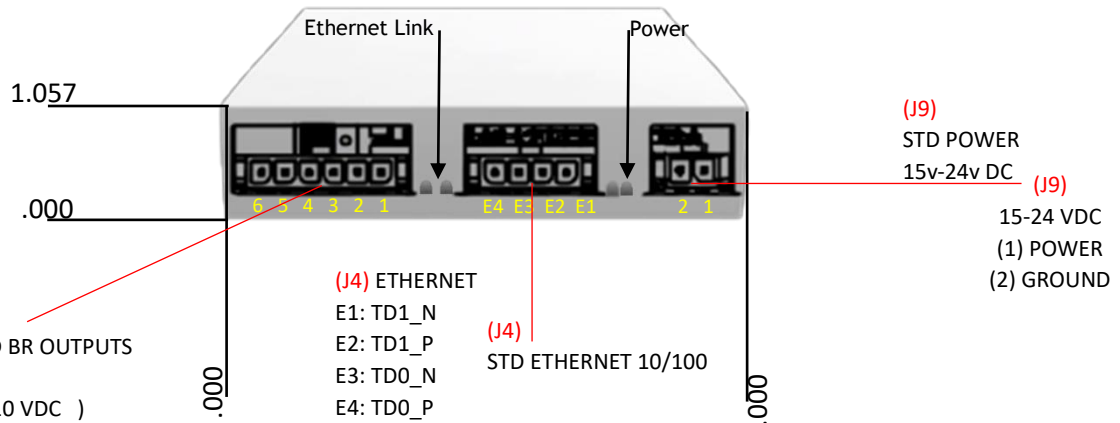 Ethernet Link
Power
1.057
.000
6 5 4 3 2 1
E4 E3 E2 E1
2 1
(J9)
STD POWER
15v-24v DC
(J9)
15-24 VDC
(1) POWER
(2) GROUND
(J4) ETHERNET
E1: TD1_N
E2: TD1_P
E3: TD0_N
E4: TD0_P
(J4)
STD ETHERNET 10/100
BR OUTPUTS
0 VDC )
.000
.000